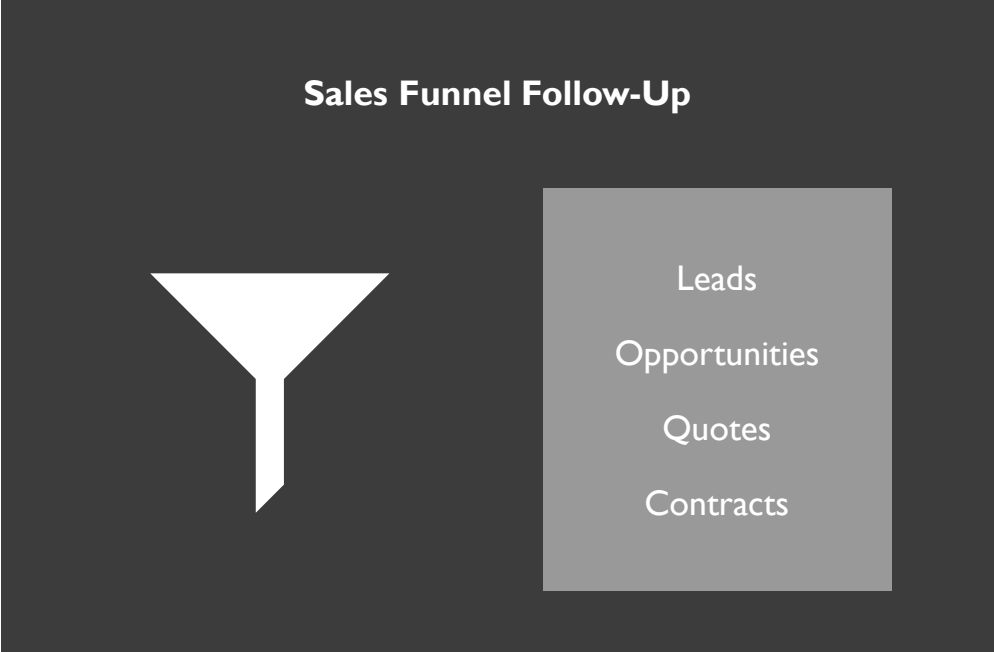 Sales Funnel Follow-Up
Leads
Opportunities
Quotes
Contracts